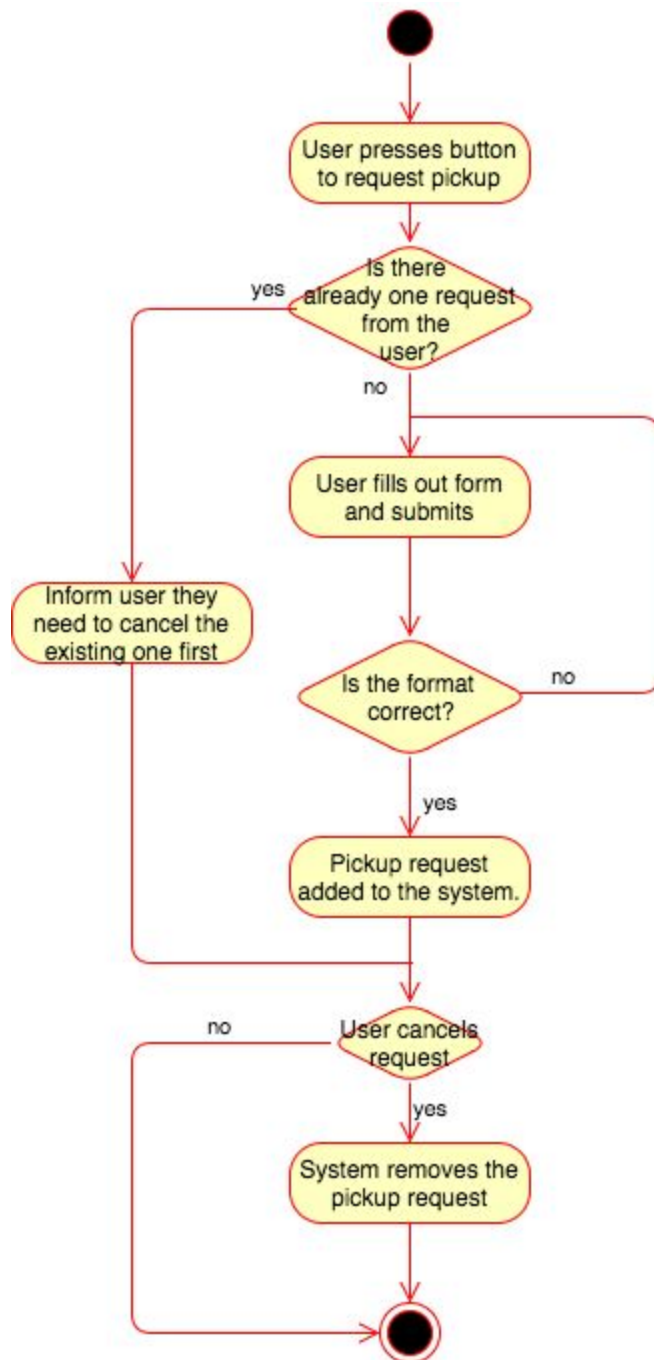 User presses button
to request pickup
Is there
already one request
from the
user?
yes
no
User fills out form
and submits
Inform user they
need to cancel the
existing one first
Is the format
correct?
no
yes
Pickup request
added to the system.
User cancels
request
no
yes
System removes the
pickup request